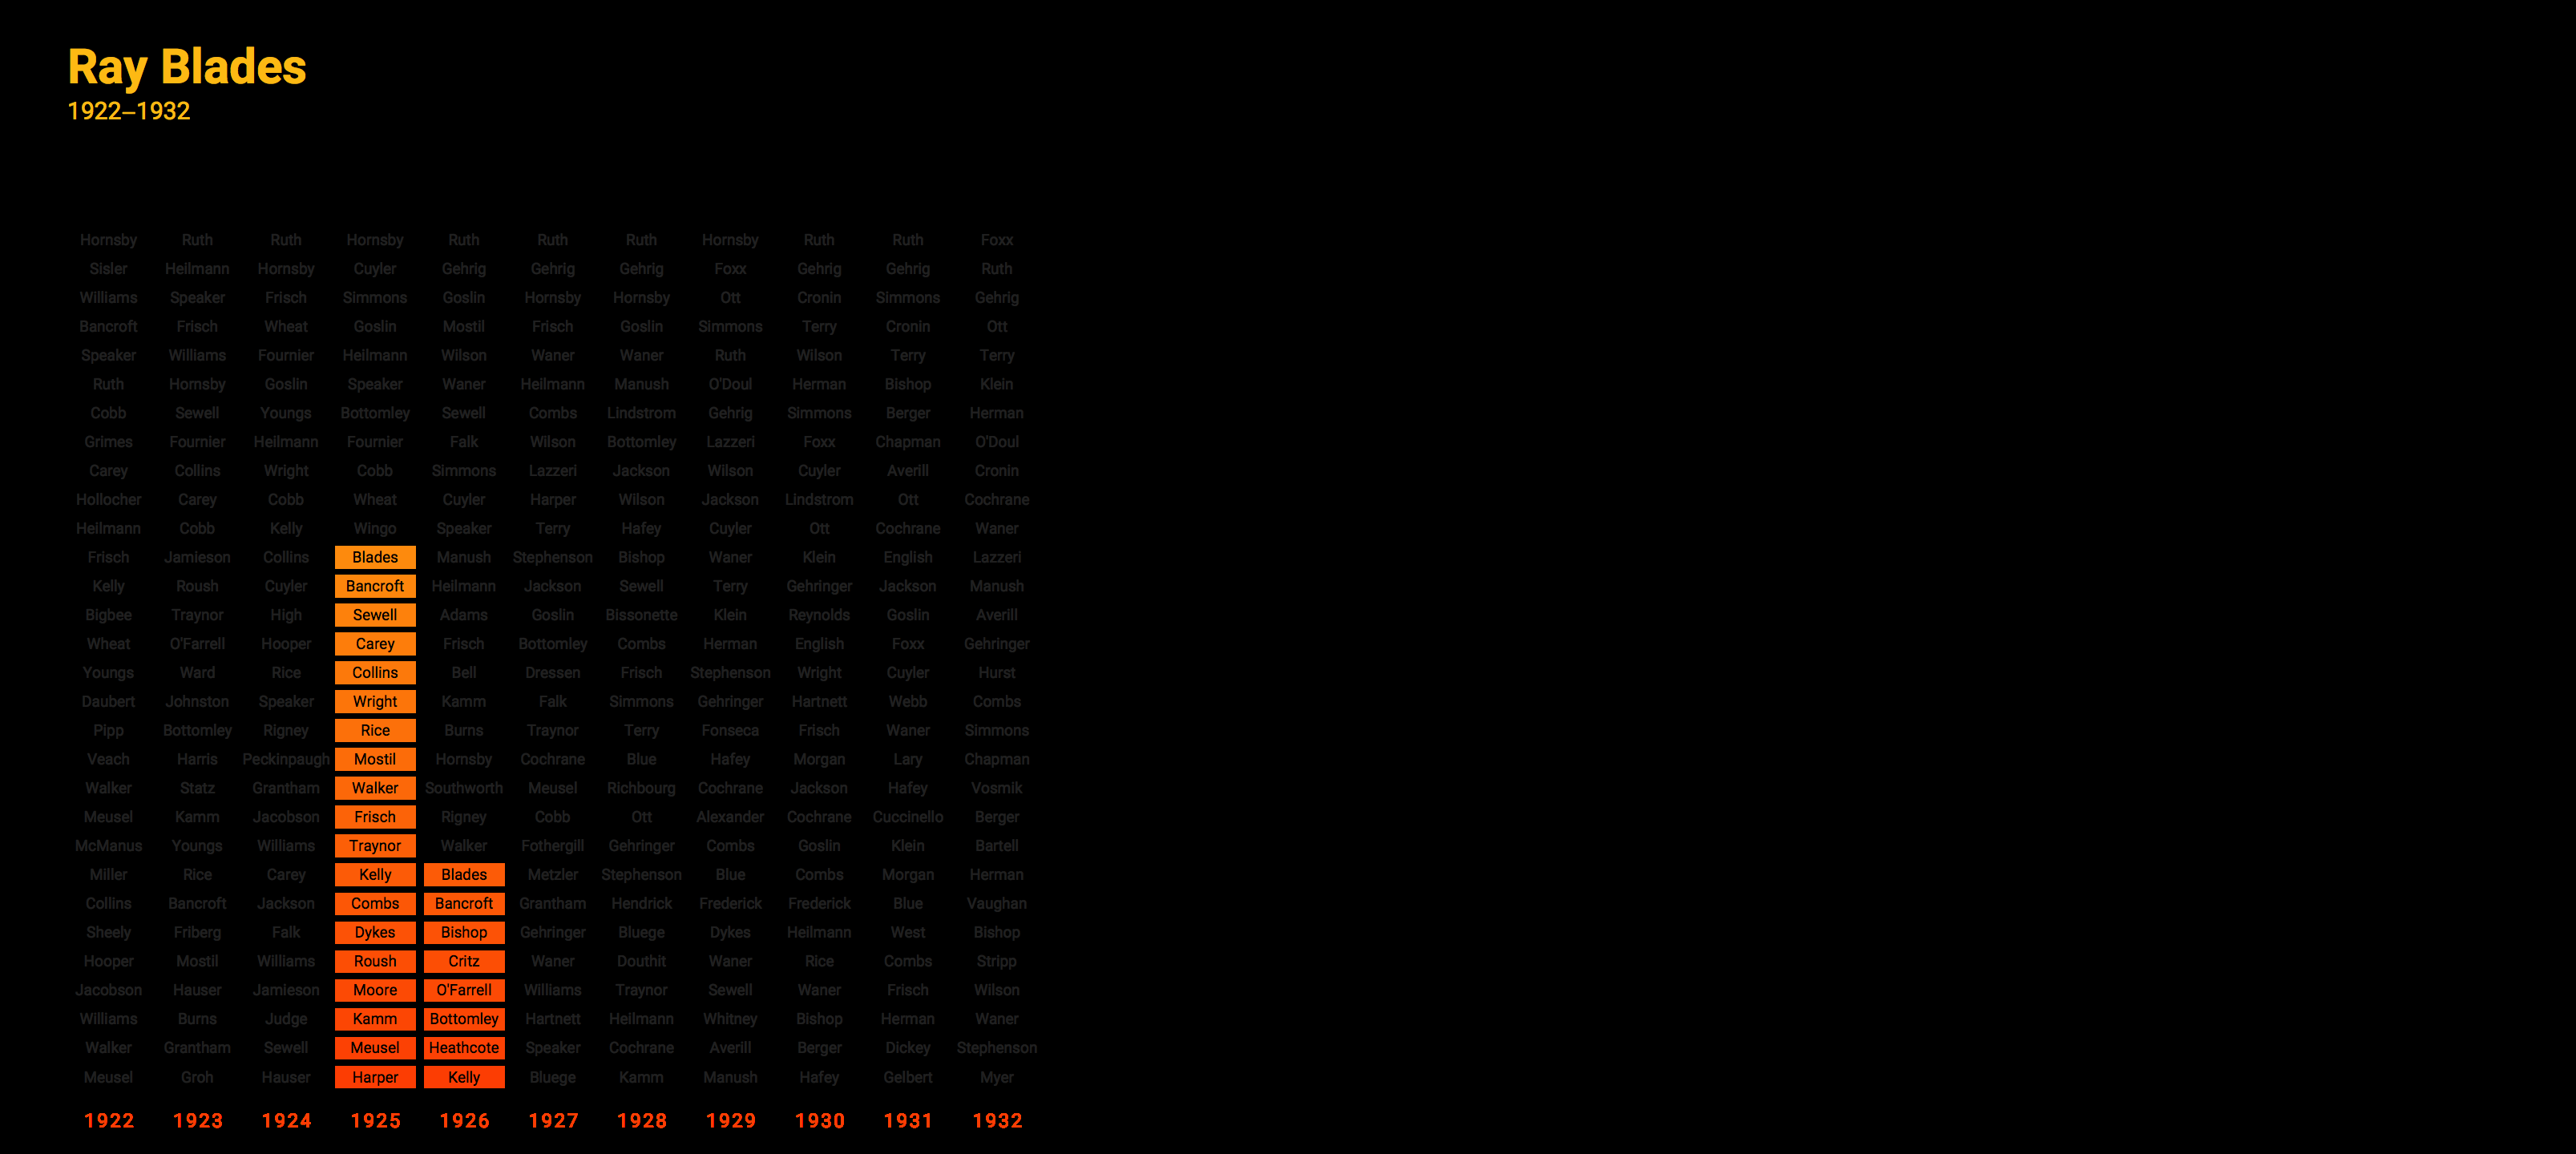 Ray Blades
1922–1932
Hornsby Ruth Ruth Hornsby Ruth Ruth Ruth Hornsby Ruth Ruth Foxx
Sisler Heilmann Hornsby Cuyler Gehrig Gehrig Gehrig Foxx Gehrig Gehrig Ruth
Williams Speaker Frisch Simmons Goslin Hornsby Hornsby Ott Cronin Simmons Gehrig
Bancroft Frisch Wheat Goslin Mostil Frisch Goslin Simmons Terry Cronin Ott
Speaker Williams Fournier Heilmann Wilson Waner Waner Ruth Wilson Terry Terry
Ruth Hornsby Goslin Speaker Waner Heilmann Manush O'Doul Herman Bishop Klein
Cobb Sewell Youngs Bottomley Sewell Combs Lindstrom Gehrig Simmons Berger Herman
Grimes Fournier Heilmann Fournier Falk Wilson Bottomley Lazzeri Foxx Chapman O'Doul
Carey Collins Wright Cobb Simmons Lazzeri Jackson Wilson Cuyler Averill Cronin
Hollocher Carey Cobb Wheat Cuyler Harper Wilson Jackson Lindstrom Ott Cochrane
Heilmann Cobb Kelly Wingo Speaker Terry Hafey Cuyler Ott Cochrane Waner
Frisch Jamieson Collins Blades Manush Stephenson Bishop Waner Klein English Lazzeri
Kelly Roush Cuyler Bancroft Heilmann Jackson Sewell Terry Gehringer Jackson Manush
Bigbee Traynor High Sewell Adams Goslin Bissonette Klein Reynolds Goslin Averill
Wheat O'Farrell Hooper Carey Frisch Bottomley Combs Herman English Foxx Gehringer
Youngs Ward Rice Collins Bell Dressen Frisch Stephenson Wright Cuyler Hurst
Daubert Johnston Speaker Wright Kamm Falk Simmons Gehringer Hartnett Webb Combs
Pipp Bottomley Rigney Rice Burns Traynor Terry Fonseca Frisch Waner Simmons
Veach Harris Peckinpaugh Mostil Hornsby Cochrane Blue Hafey Morgan Lary Chapman
Walker Statz Grantham Walker Southworth Meusel Richbourg Cochrane Jackson Hafey Vosmik
Meusel Kamm Jacobson Frisch Rigney Cobb Ott Alexander Cochrane Cuccinello Berger
McManus Youngs Williams Traynor Walker Fothergill Gehringer Combs Goslin Klein Bartell
Miller Rice Carey Kelly Blades Metzler Stephenson Blue Combs Morgan Herman
Collins Bancroft Jackson Combs Bancroft Grantham Hendrick Frederick Frederick Blue Vaughan
Sheely Friberg Falk Dykes Bishop Gehringer Bluege Dykes Heilmann West Bishop
Hooper Mostil Williams Roush Critz Waner Douthit Waner Rice Combs Stripp
Jacobson Hauser Jamieson Moore O'Farrell Williams Traynor Sewell Waner Frisch Wilson
Williams Burns Judge Kamm Bottomley Hartnett Heilmann Whitney Bishop Herman Waner
Walker Grantham Sewell Meusel Heathcote Speaker Cochrane Averill Berger Dickey Stephenson
Meusel Groh Hauser Harper Kelly Bluege Kamm Manush Hafey Gelbert Myer
1922 1923 1924 1925 1926 1927 1928 1929 1930 1931 1932